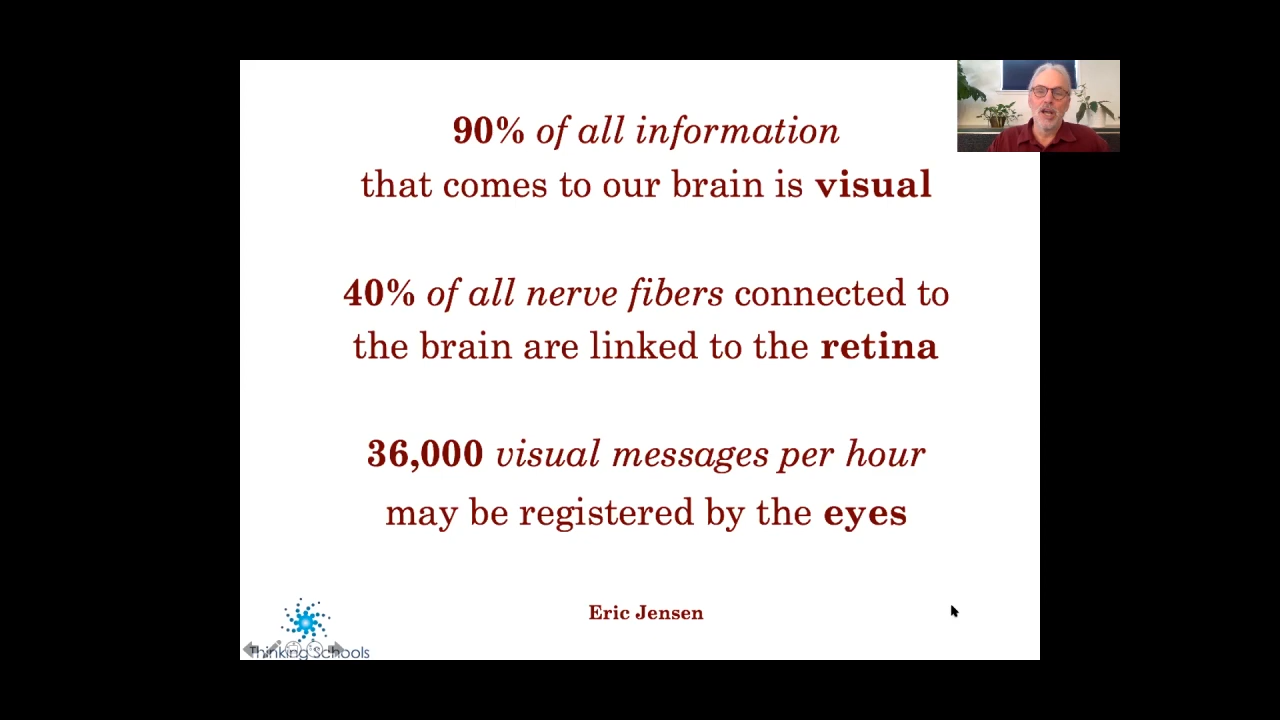 90% of all information
that comes to our brain is visual
40% of all nerve fibers connected to
the brain are linked to the retina
36,000 visual messages per hour
may be registered by the eyes
Eric Jensen
Thinking Schools